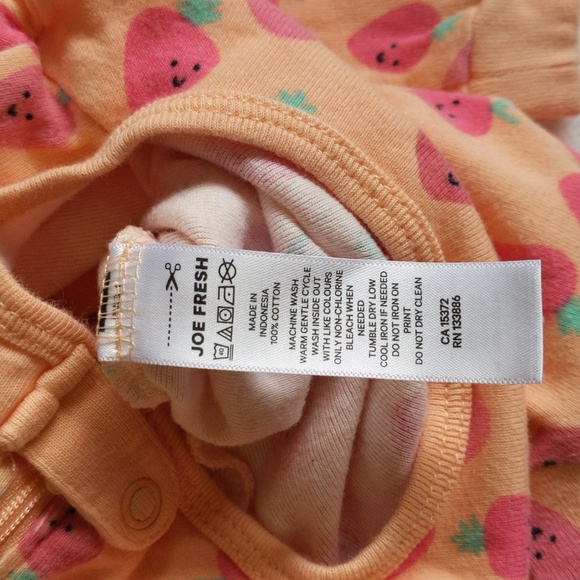 JOE FRESH
40
MADE IN
INDONESIA
100% COTTON
MACHINE WASH
WARM GENTLE CYCLE
WASH INSIDE OUT
WITH LIKE COLOURS
ONLY NON-CHLORINE
BLEACH WHEN
NEEDED
TUMBLE DRY LOW
COOL IRON IF NEEDED
DO NOT IRON ON
PRINT
DO NOT DRY CLEAN
CA 15372
RN 133886